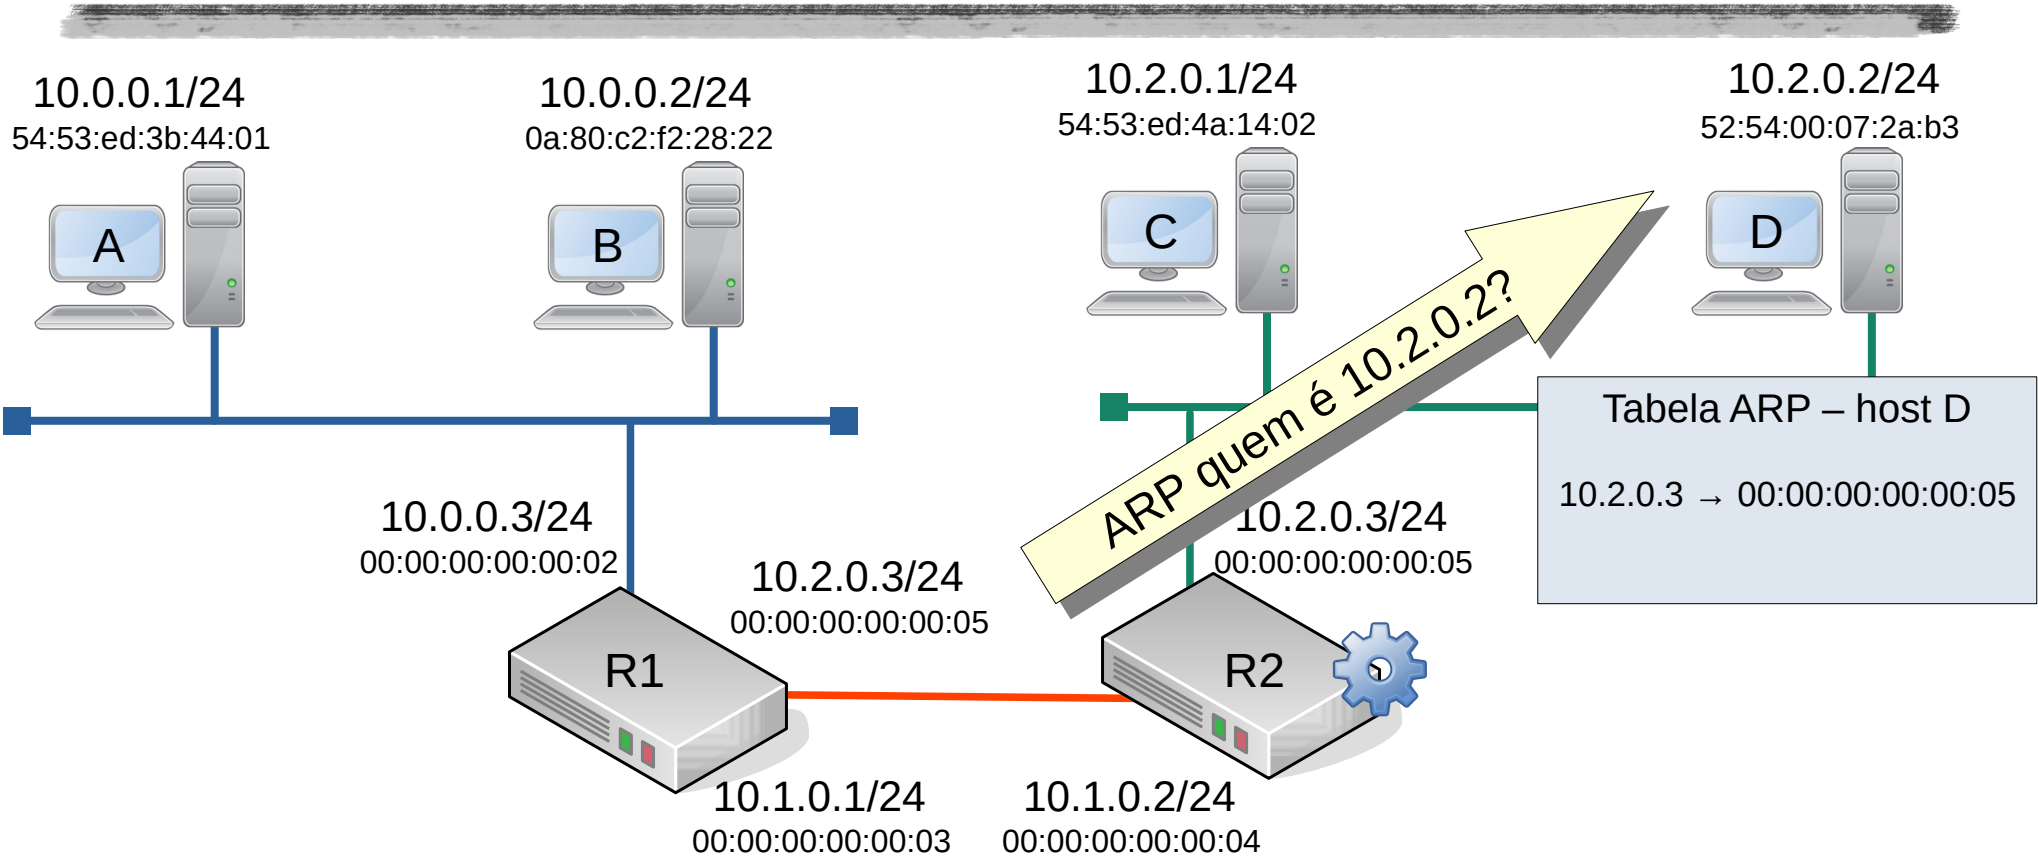 10.0.0.1/24
54:53:ed:3b:44:01
10.0.0.2/24
0a:80:c2:f2:28:22
10.2.0.1/24
54:53:ed:4a:14:02
10.2.0.2/24
52:54:00:07:2a:b3
A
B
C
D
ARP quem é 10.2.0.2?
Tabela ARP – host D
10.2.0.3 → 00:00:00:00:00:05
10.0.0.3/24
00:00:00:00:00:02
10.2.0.3/24
00:00:00:00:00:05
10.2.0.3/24
00:00:00:00:00:05
R1
R2
10.1.0.1/24
00:00:00:00:00:03
10.1.0.2/24
00:00:00:00:00:04